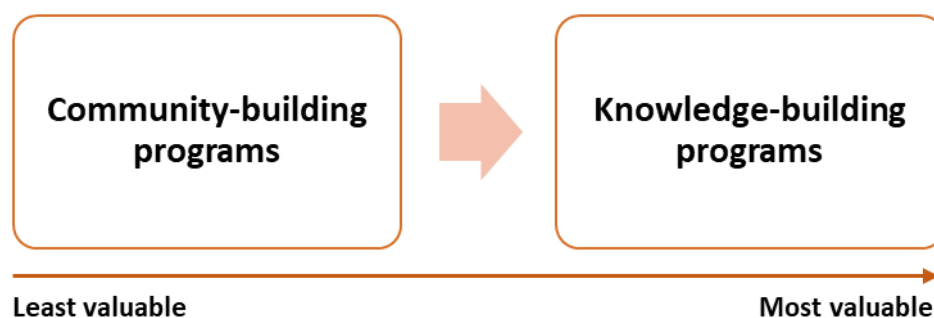 Community-building
programs
Knowledge-building
programs
Least valuable
Most valuable